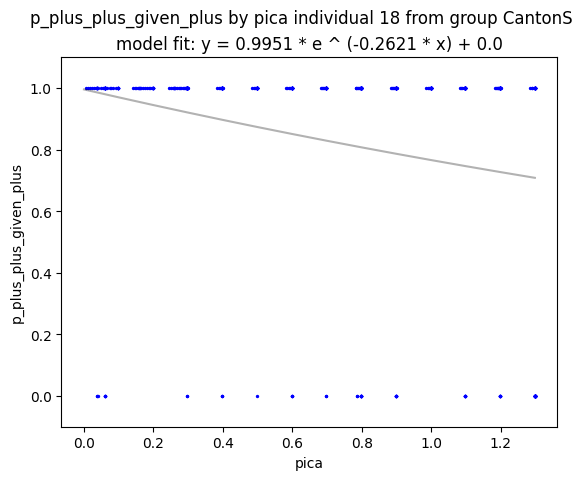 p_plus_plus_given_plus by pica individual 18 from group CantonS
model fit: y = 0.9951 * e ^ (-0.2621 * x) + 0.0
1.0
0.8
0.6
0.4
0.2
0.0
p_plus_plus_given_plus
0.0 0.2 0.4 0.6 0.8 1.0 1.2
pica